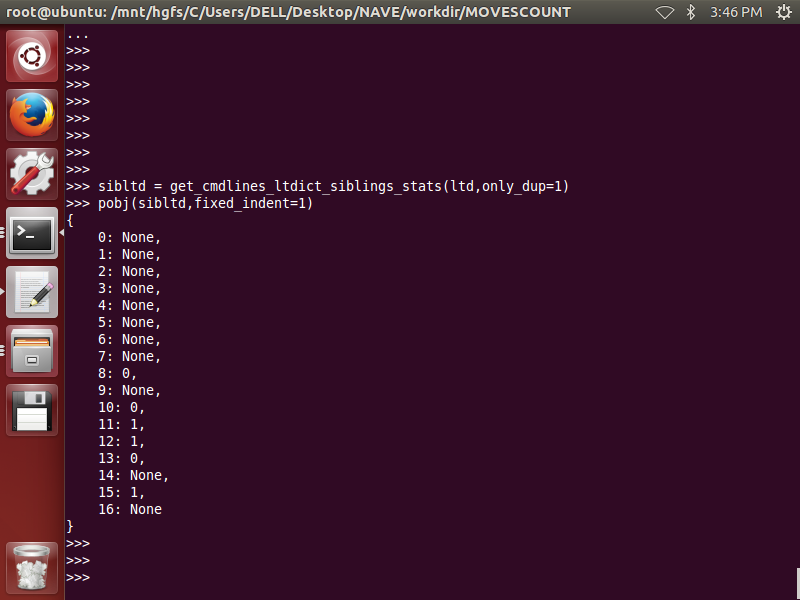 root@ubuntu: /mnt/hgfs/C/Users/DELL/Desktop/NAVE/workdir/MOVESCOUNT 3:46 PM
...
>>>
>>>
>>>
>>>
>>>
>>>
>>>
>>>
>>> sibltd = get_cmdlines_ltdict_siblings_stats(ltd,only_dup=1)
>>> pobj(sibltd,fixed_indent=1)
{
    0: None,
    1: None,
    2: None,
    3: None,
    4: None,
    5: None,
    6: None,
    7: None,
    8: 0,
    9: None,
    10: 0,
    11: 1,
    12: 1,
    13: 0,
    14: None,
    15: 1,
    16: None
}
>>>
>>>
>>>